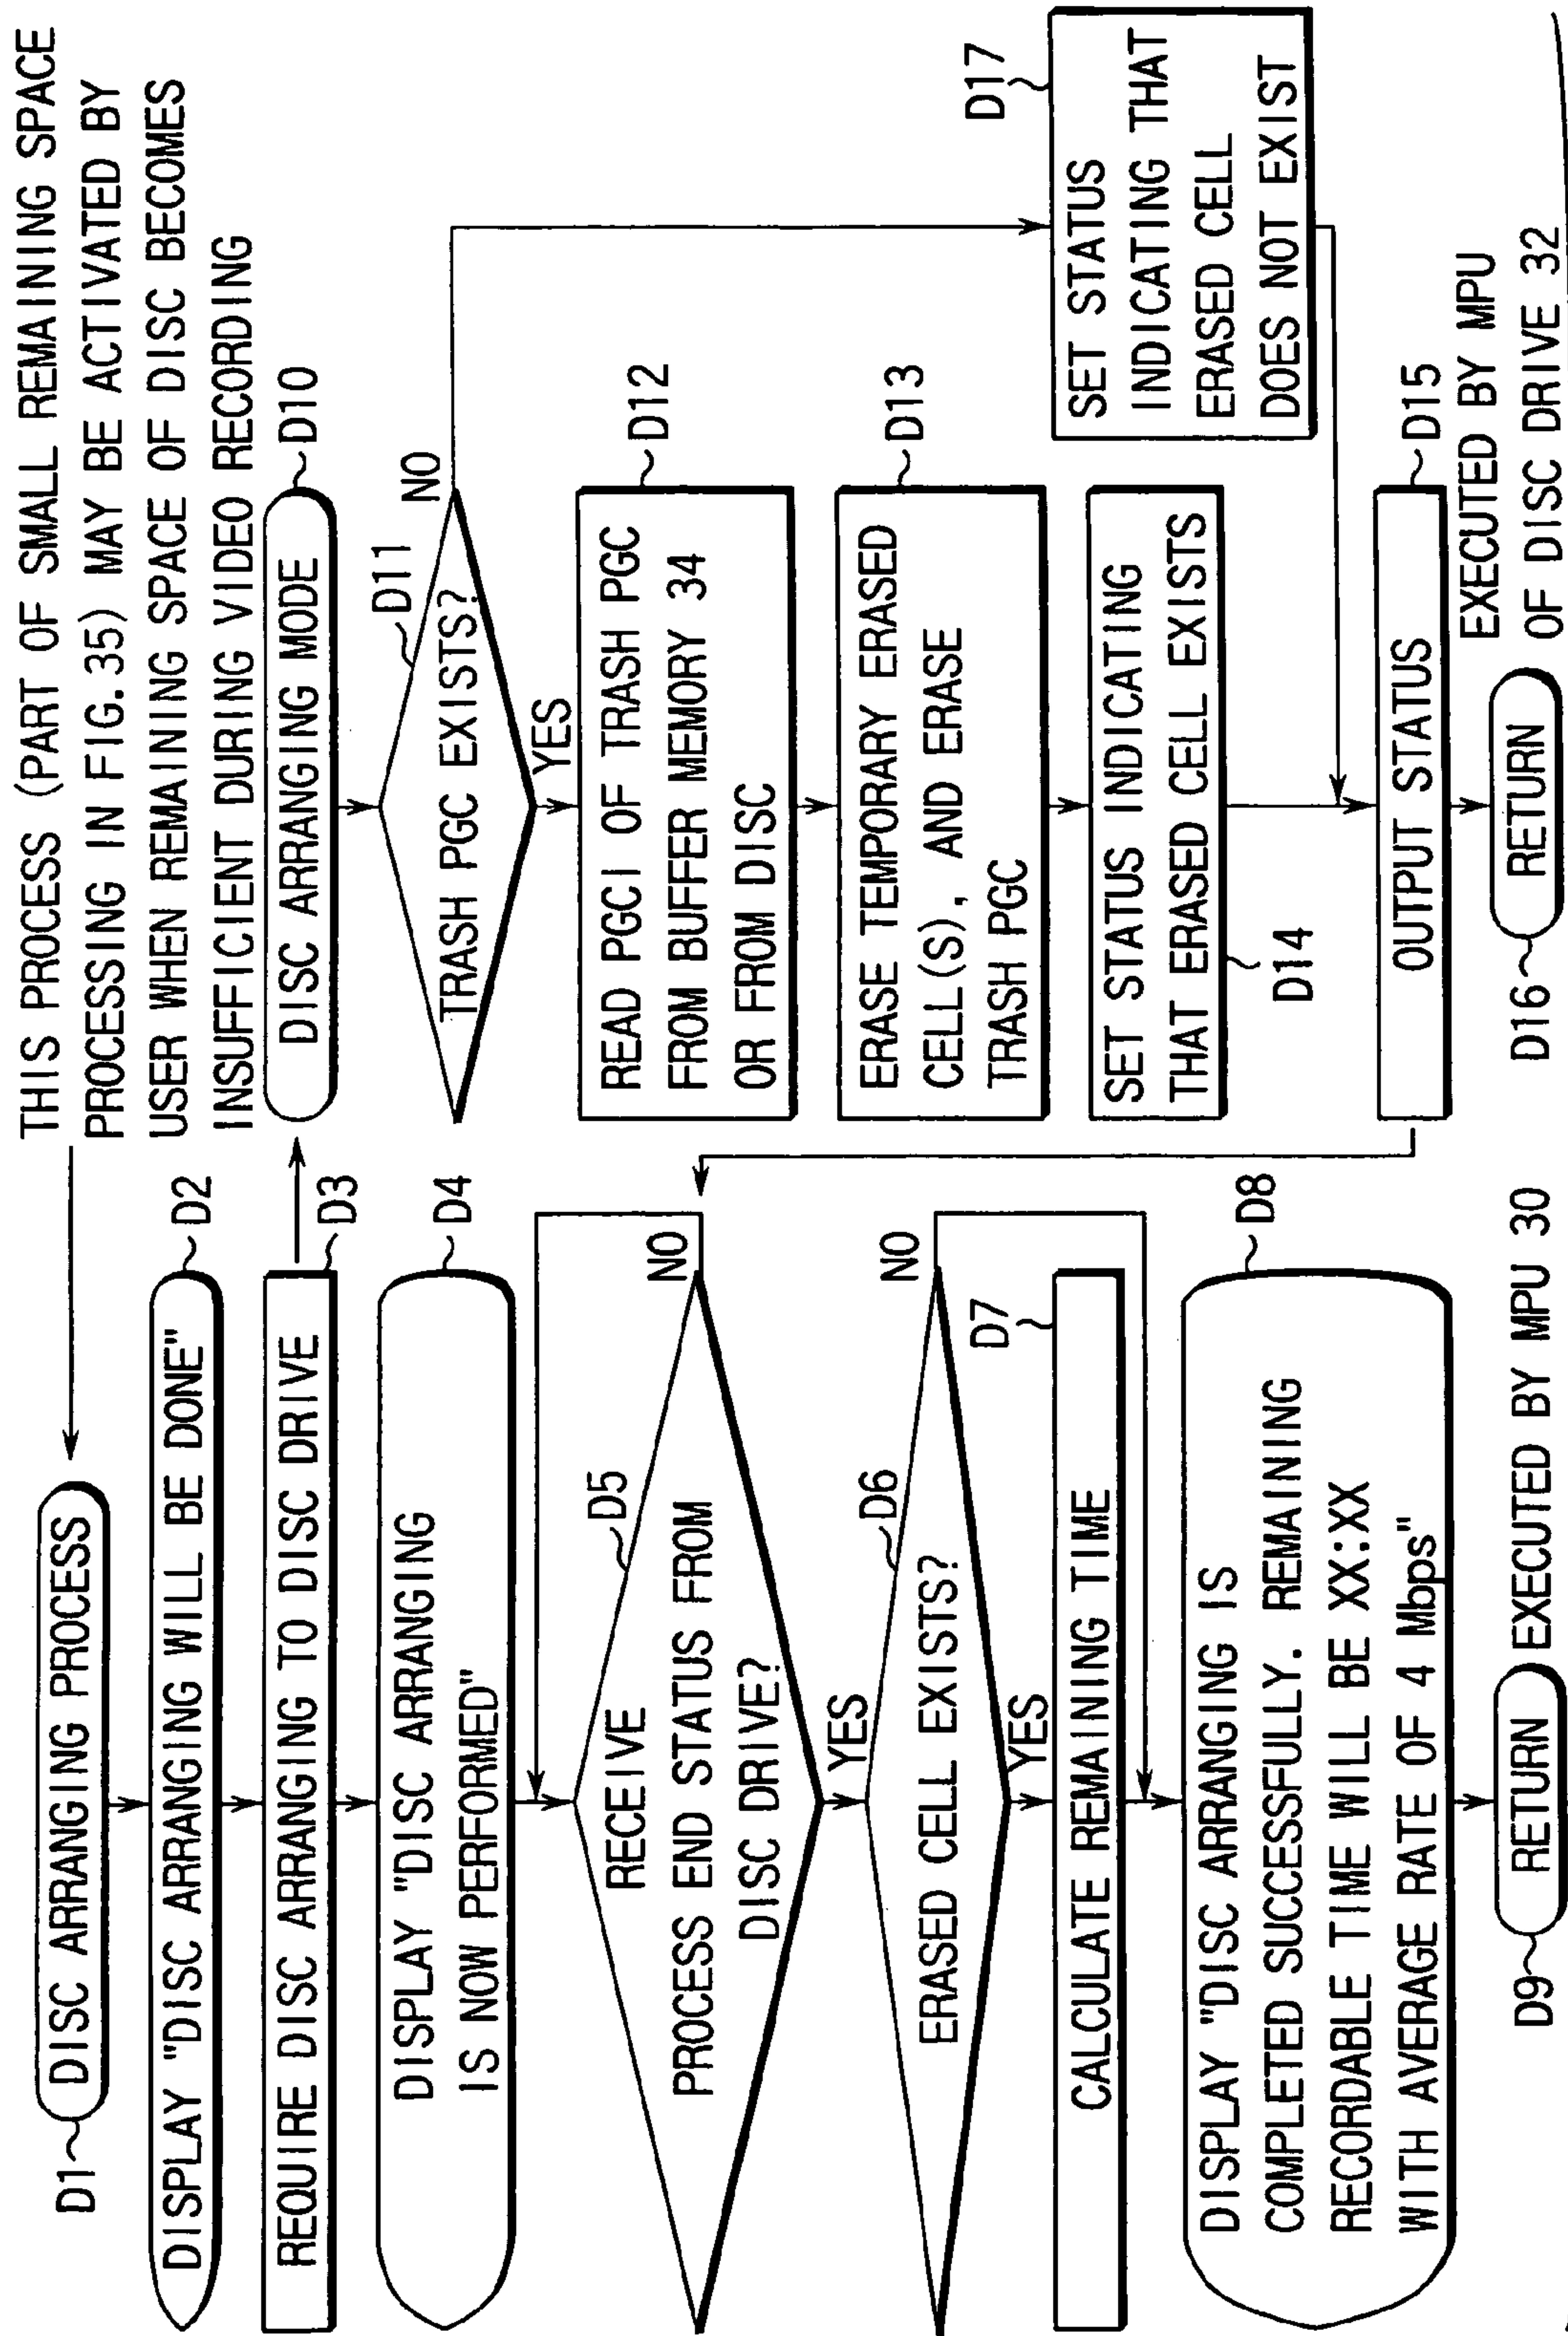 THIS PROCESS (PART OF SMALL REMAINING SPACE
PROCESSING IN FIG.35) MAY BE ACTIVATED BY
USER WHEN REMAINING SPACE OF DISC BECOMES
INSUFFICIENT DURING VIDEO RECORDING
D1
DISC ARRANGING PROCESS
DISPLAY "DISC ARRANGING WILL BE DONE"
D2
REQUIRE DISC ARRANGING TO DISC DRIVE
D3
DISPLAY "DISC ARRANGING
IS NOW PERFORMED"
D4
RECEIVE
PROCESS END STATUS FROM
DISC DRIVE?
D5
NO
YES
ERASED CELL EXISTS?
D6
NO
YES
D7
CALCULATE REMAINING TIME
DISPLAY "DISC ARRANGING IS
COMPLETED SUCCESSFULLY. REMAINING
RECORDABLE TIME WILL BE XX:XX
WITH AVERAGE RATE OF 4 Mbps"
D8
D9
RETURN
EXECUTED BY MPU 30
DISC ARRANGING MODE
D10
TRASH PGC EXISTS?
D11
NO
YES
READ PGCI OF TRASH PGC
FROM BUFFER MEMORY 34
OR FROM DISC
D12
ERASE TEMPORARY ERASED
CELL(S), AND ERASE
TRASH PGC
D13
SET STATUS INDICATING
THAT ERASED CELL EXISTS
D14
D17
SET STATUS
INDICATING THAT
ERASED CELL
DOES NOT EXIST
OUTPUT STATUS
D15
D16
RETURN
EXECUTED BY MPU
OF DISC DRIVE 32